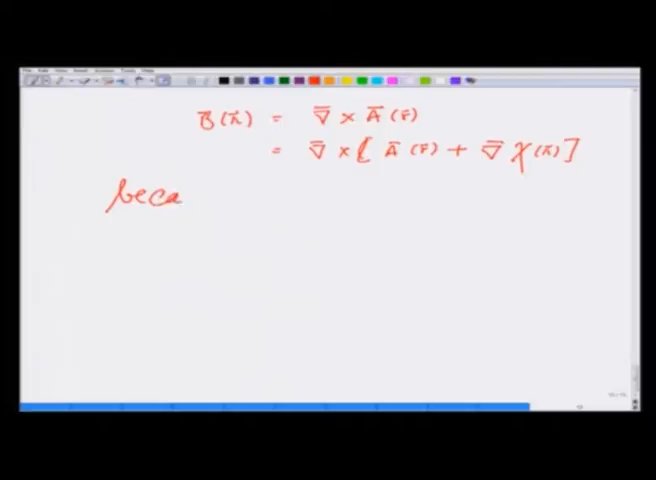 B⃗(r⃗) = ∇⃗ × A⃗(r⃗)
= ∇⃗ × [ A⃗(r⃗) + ∇⃗ χ(r⃗) ]
beca